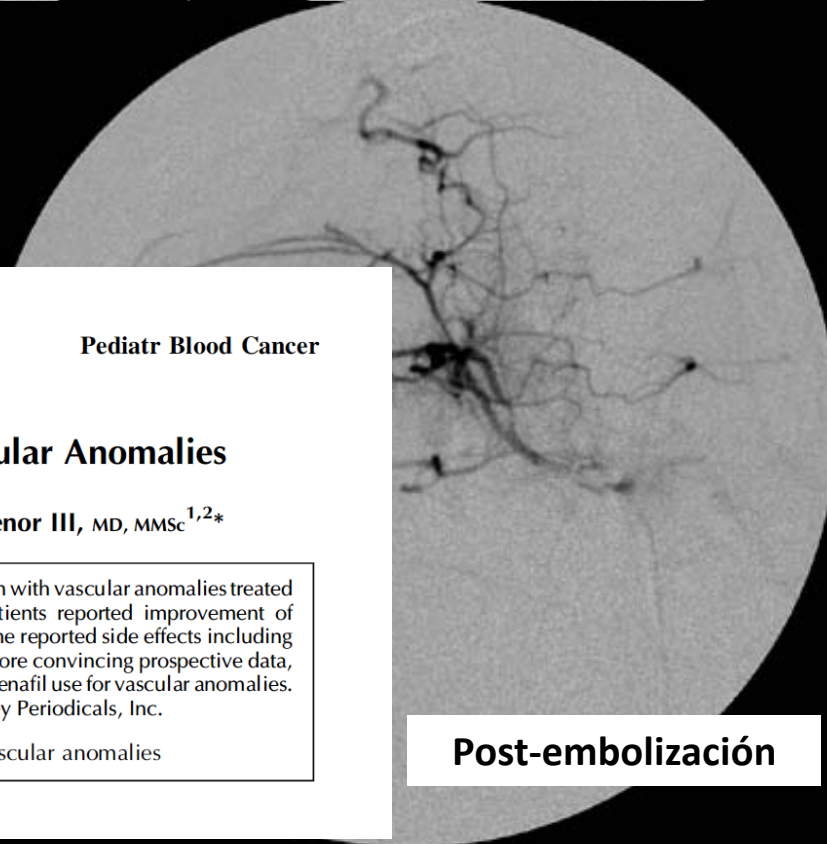 Pediatr Blood Cancer
ular Anomalies
enor III, MD, MMSc1,2*
n with vascular anomalies treated
tients reported improvement of
ne reported side effects including
ore convincing prospective data,
enafil use for vascular anomalies.
y Periodicals, Inc.
scular anomalies
Post-embolización